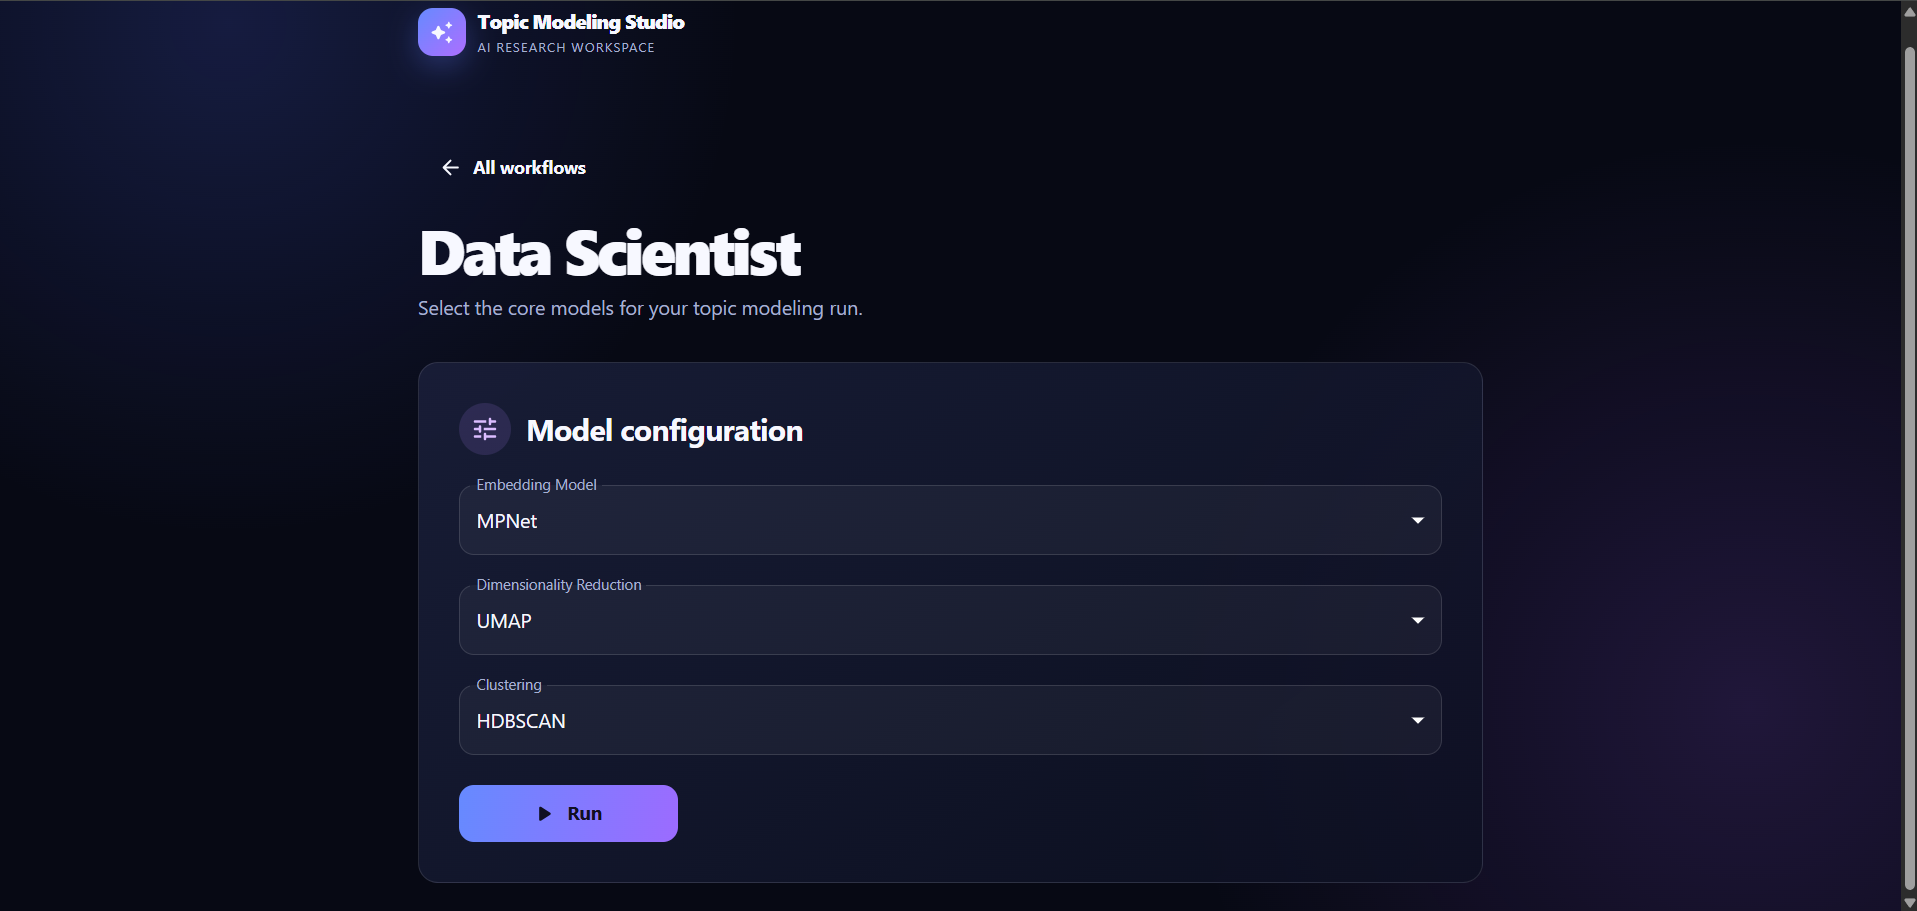 Topic Modeling Studio
AI RESEARCH WORKSPACE
All workflows
Data Scientist
Select the core models for your topic modeling run.
Model configuration
Embedding Model
MPNet
Dimensionality Reduction
UMAP
Clustering
HDBSCAN
Run